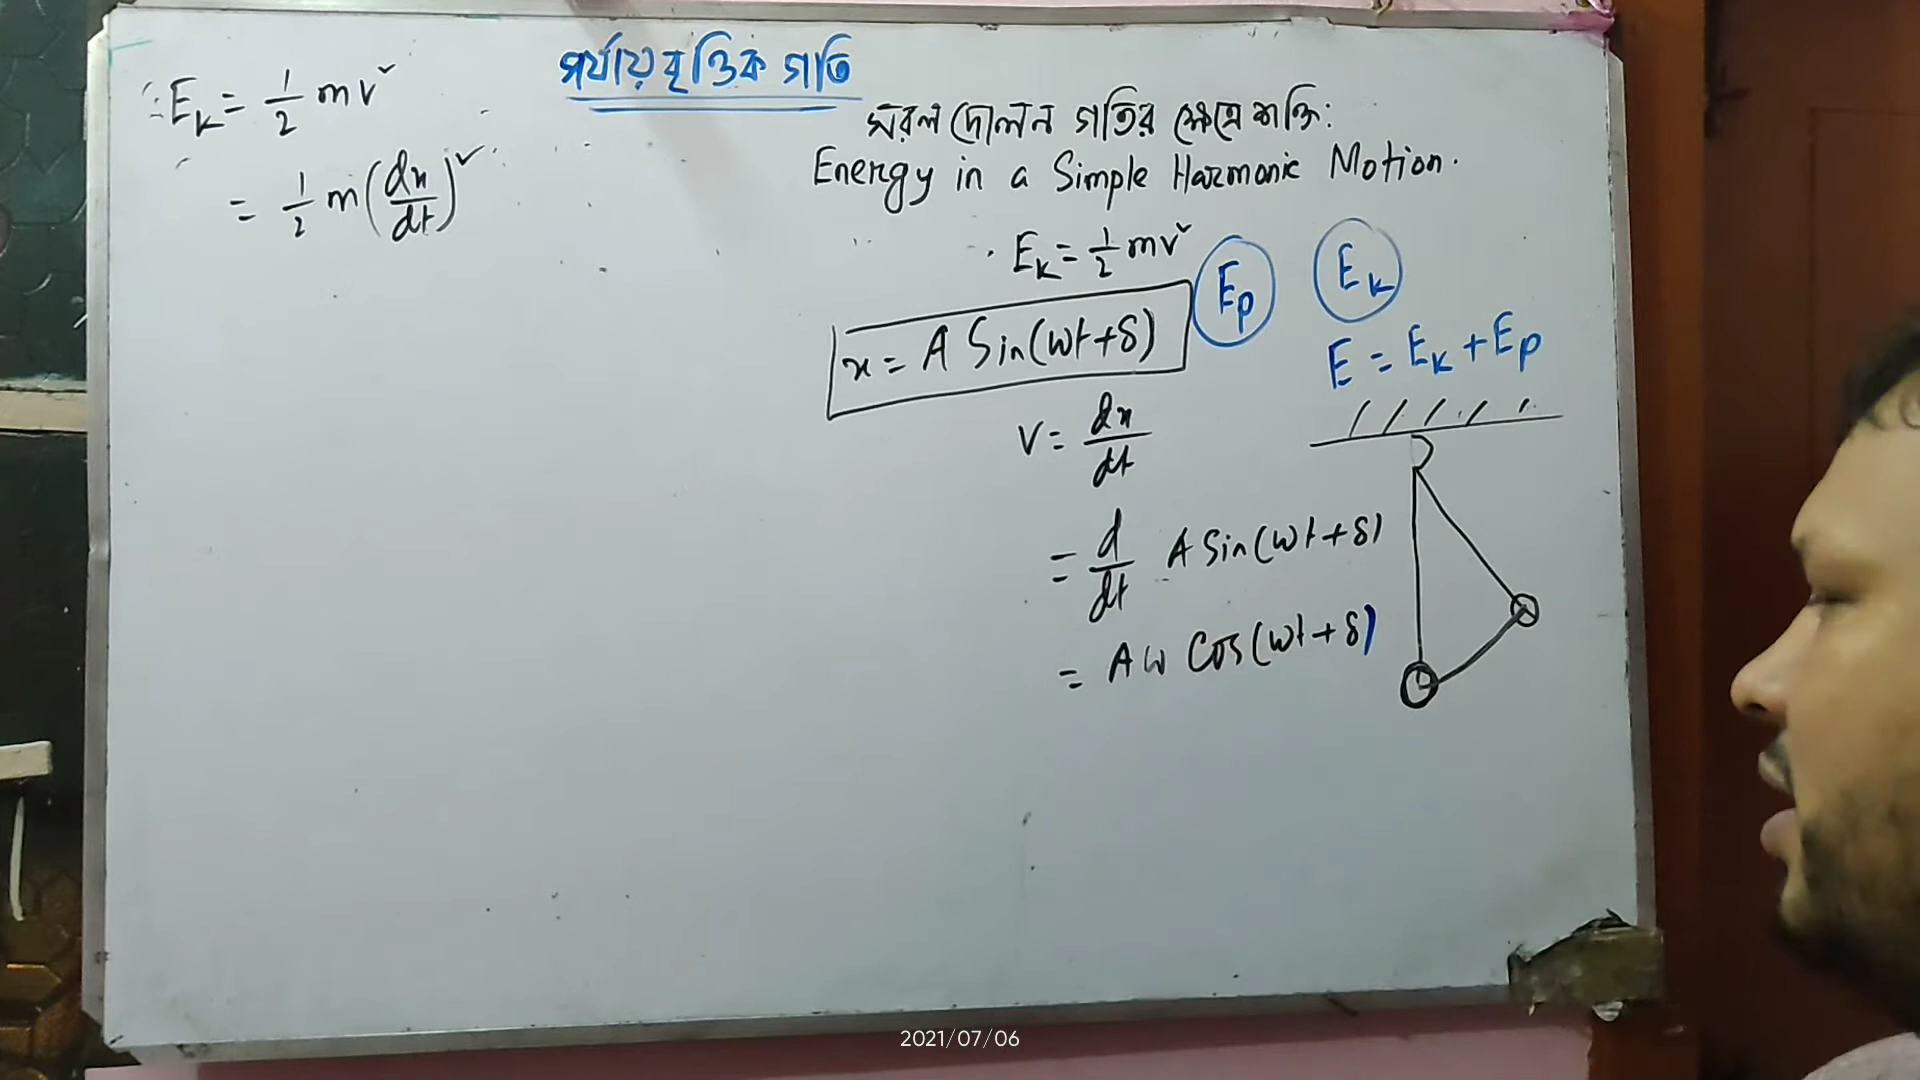 পর্যায়বৃত্তিক গতি
∴ Eₖ = 1/2 mv²
= 1/2 m(dx/dt)²
সরল দোলন গতির ক্ষেত্রে শক্তি:
Energy in a Simple Harmonic Motion.
Eₖ = 1/2 mv²
Eₚ
Eₖ
x = A Sin(ωt+δ)
E = Eₖ + Eₚ
v = dx/dt
= d/dt A Sin(ωt+δ)
= Aω Cos(ωt+δ)
2021/07/06